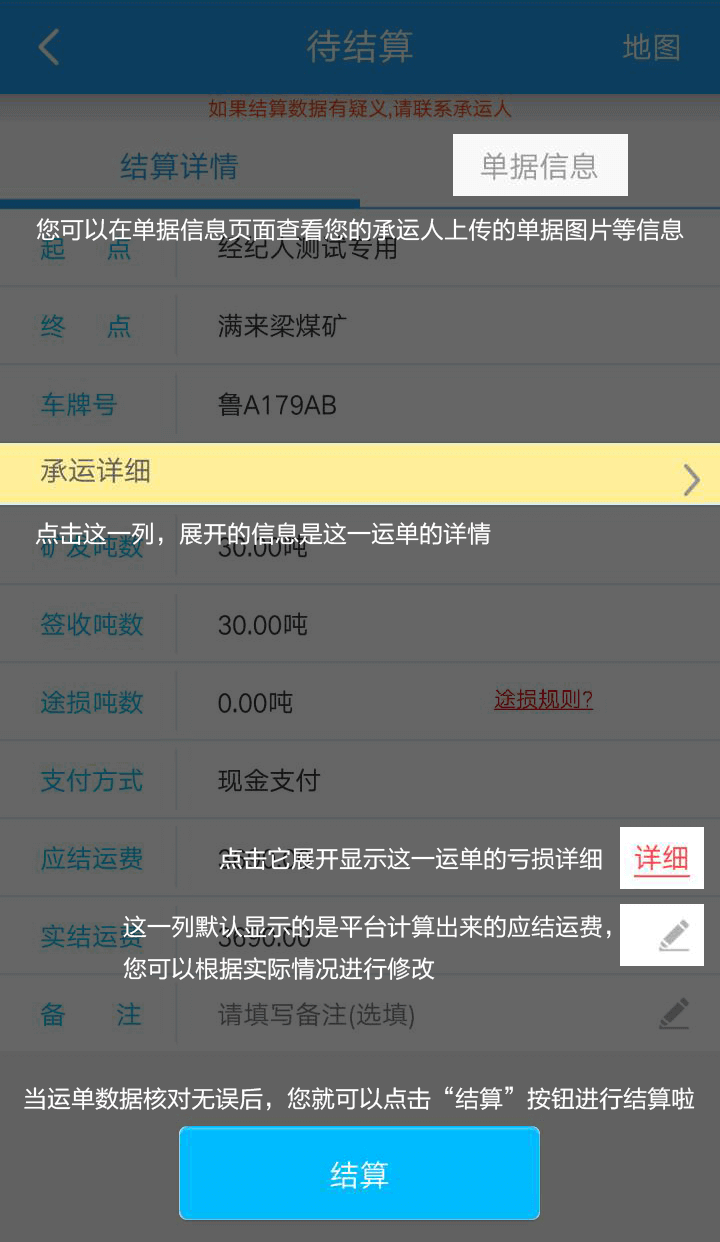 待结算
地图
如果结算数据有疑义,请联系承运人
结算详情
单据信息
您可以在单据信息页面查看您的承运人上传的单据图片等信息
起 点 经纪人测试专用
终 点 满来梁煤矿
车牌号 鲁A179AB
承运详细
点击这一列，展开的信息是这一运单的详情
矿发吨数 30.00吨
签收吨数 30.00吨
途损吨数 0.00吨 途损规则?
支付方式 现金支付
应结运费
点击它展开显示这一运单的亏损详细
详细
这一列默认显示的是平台计算出来的应结运费，
实结运费 3690.00
您可以根据实际情况进行修改
备 注 请填写备注(选填)
当运单数据核对无误后，您就可以点击“结算”按钮进行结算啦
结算